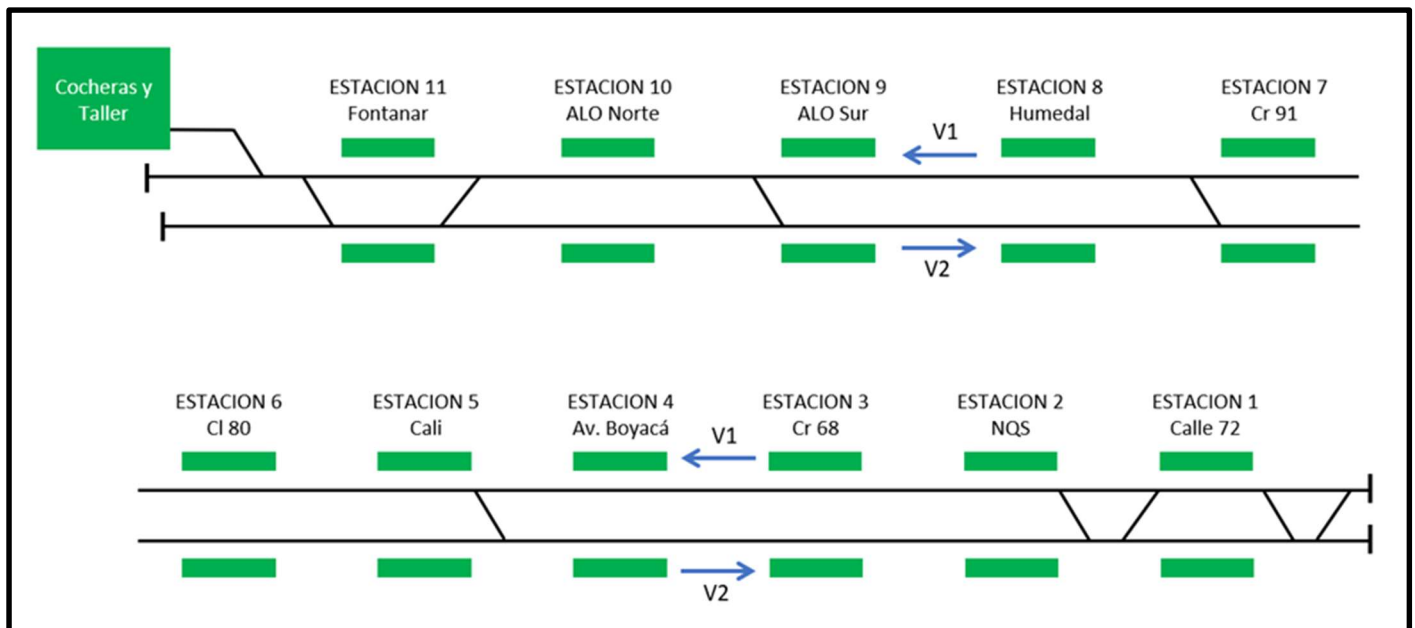 Cocheras y
Taller
ESTACION 11
Fontanar
ESTACION 10
ALO Norte
ESTACION 9
ALO Sur
ESTACION 8
Humedal
ESTACION 7
Cr 91
V1
V2
ESTACION 6
Cl 80
ESTACION 5
Cali
ESTACION 4
Av. Boyacá
ESTACION 3
Cr 68
ESTACION 2
NQS
ESTACION 1
Calle 72
V1
V2